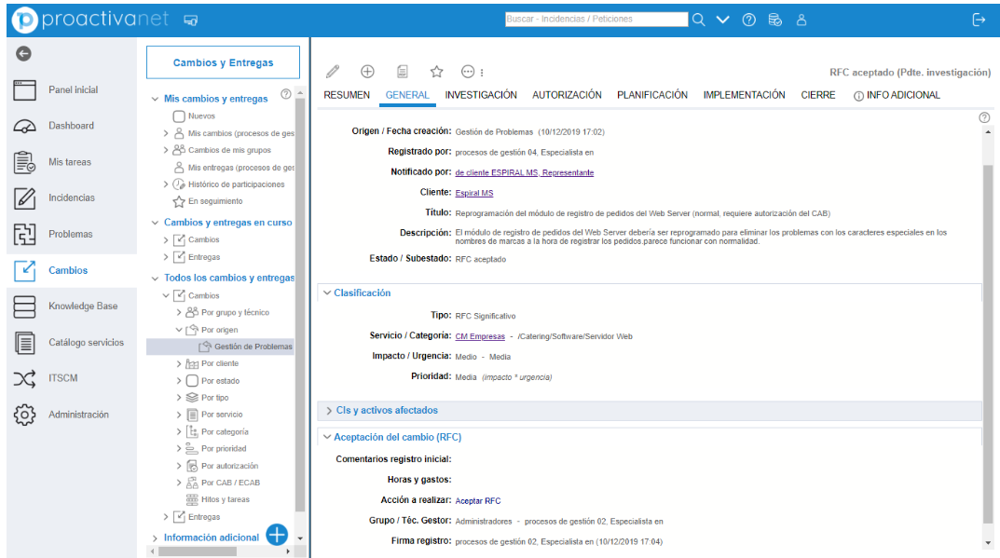 proactivanet
Buscar - Incidencias / Peticiones
Panel inicial
Dashboard
Mis tareas
Incidencias
Problemas
Cambios
Knowledge Base
Catálogo servicios
ITSCM
Administración
Cambios y Entregas
Mis cambios y entregas
Nuevos
Mis cambios (procesos de ges
Cambios de mis grupos
Mis entregas (procesos de ges
Histórico de participaciones
En seguimiento
Cambios y entregas en curso
Cambios
Entregas
Todos los cambios y entregas
Cambios
Por grupo y técnico
Por origen
Gestión de Problemas
Por cliente
Por estado
Por tipo
Por servicio
Por categoría
Por prioridad
Por autorización
Por CAB / ECAB
Hitos y tareas
Entregas
Información adicional
RFC aceptado (Pdte. investigación)
RESUMEN GENERAL INVESTIGACIÓN AUTORIZACIÓN PLANIFICACIÓN IMPLEMENTACIÓN CIERRE INFO ADICIONAL
Origen / Fecha creación: Gestión de Problemas (10/12/2019 17:02)
Registrado por: procesos de gestión 04, Especialista en
Notificado por: de cliente ESPIRAL MS, Representante
Cliente: Espiral MS
Título: Reprogramación del módulo de registro de pedidos del Web Server (normal, requiere autorización del CAB)
Descripción: El módulo de registro de pedidos del Web Server debería ser reprogramado para eliminar los problemas con los caracteres especiales en los
nombres de marcas a la hora de registrar los pedidos.parece funcionar con normalidad.
Estado / Subestado: RFC aceptado
Clasificación
Tipo: RFC Significativo
Servicio / Categoría: CM Empresas - /Catering/Software/Servidor Web
Impacto / Urgencia: Medio - Media
Prioridad: Media (impacto * urgencia)
CIs y activos afectados
Aceptación del cambio (RFC)
Comentarios registro inicial:
Horas y gastos:
Acción a realizar: Aceptar RFC
Grupo / Téc. Gestor: Administradores - procesos de gestión 02, Especialista en
Firma registro: procesos de gestión 02, Especialista en (10/12/2019 17:04)